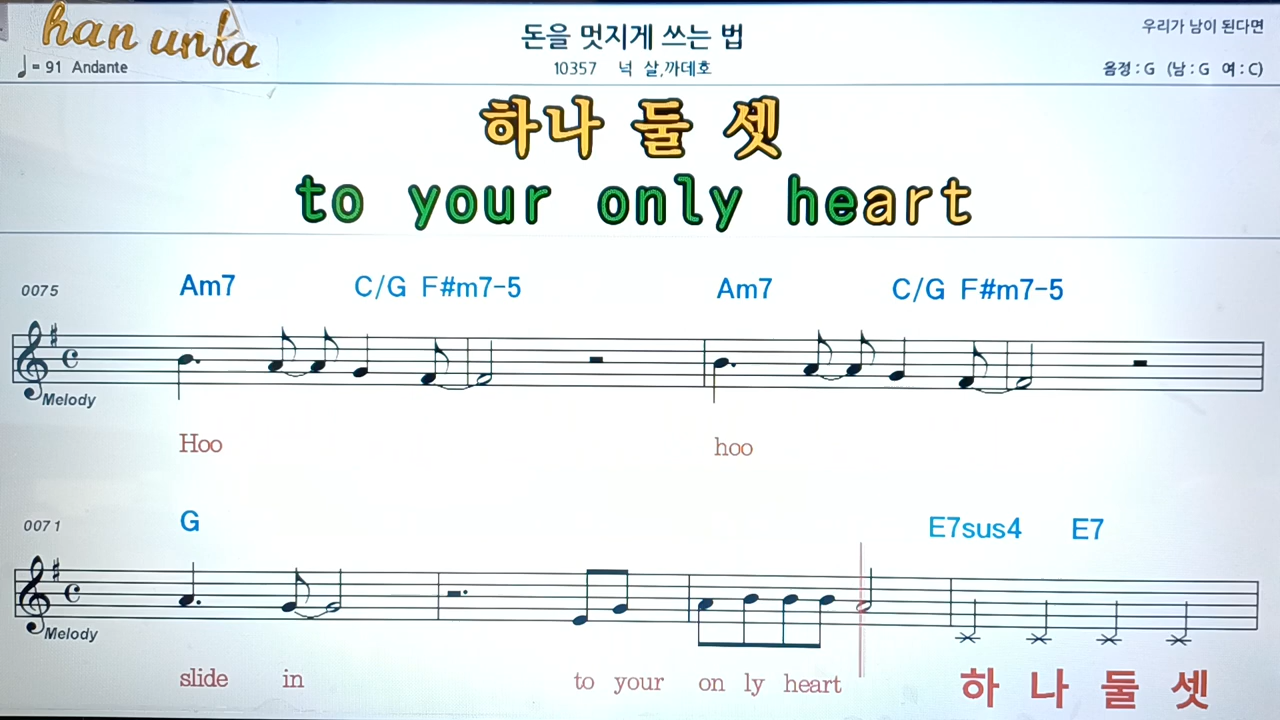 han unfa
돈을 멋지게 쓰는 법
우리가 남이 된다면
♩= 91 Andante
10357 넉 살,까데호
음정 : G (남 : G 여 : C)
하나 둘 셋
to your only heart
0075 Am7 C/G F#m7-5 Am7 C/G F#m7-5
Melody
Hoo hoo
0071 G E7sus4 E7
Melody
slide in to your on ly heart 하 나 둘 셋